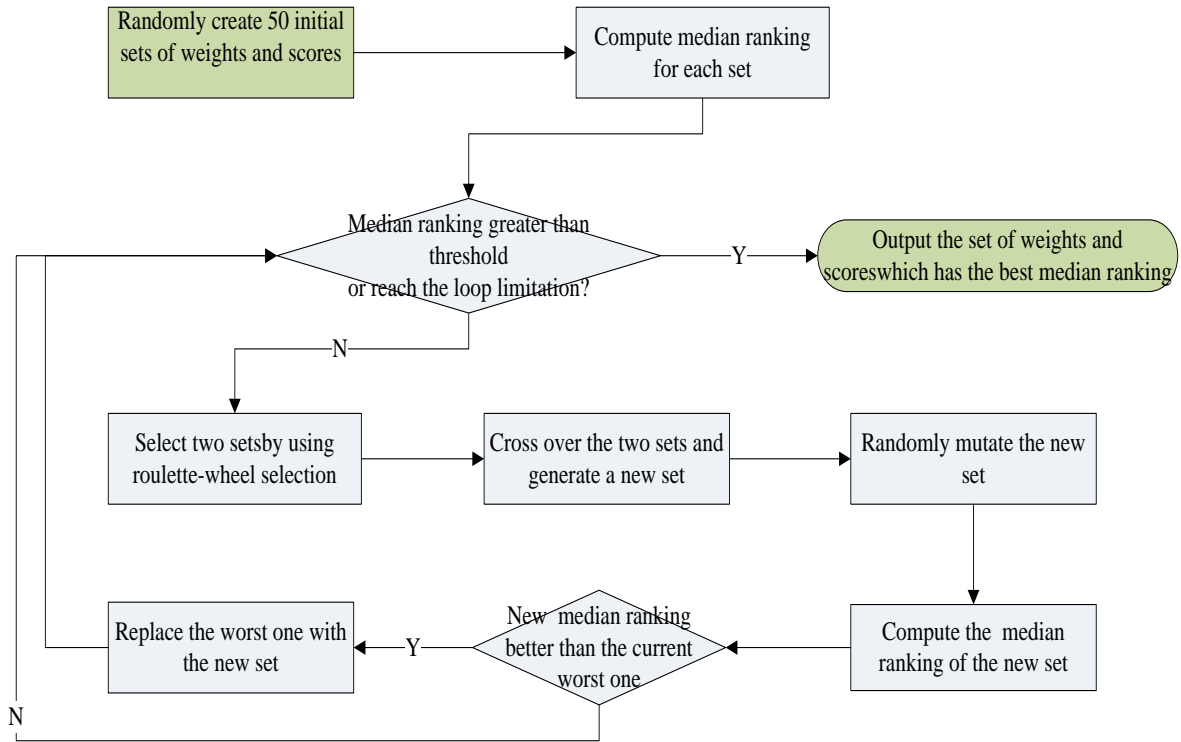 Randomly create 50 initial
sets of weights and scores
Compute median ranking
for each set
Median ranking greater than
threshold
or reach the loop limitation?
Y
Output the set of weights and
scoreswhich has the best median ranking
N
Select two setsby using
roulette-wheel selection
Cross over the two sets and
generate a new set
Randomly mutate the new
set
Compute the median
ranking of the new set
New median ranking
better than the current
worst one
Y
Replace the worst one with
the new set
N